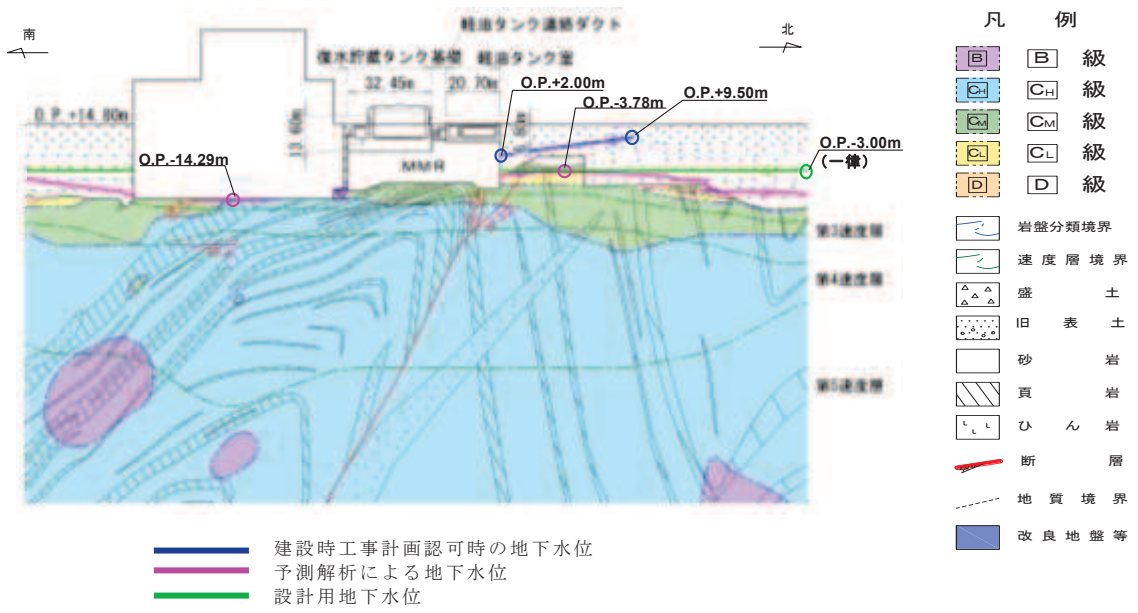 南
北
軽油タンク連絡ダクト
復水貯蔵タンク基礎 軽油タンク室
32.45m 20.70m
O.P.+2.00m
O.P.-3.78m
O.P.+9.50m
O.P.+14.80m
13.60m
MMR
O.P.-3.00m
(一律)
O.P.-14.29m
第3速度層
第4速度層
第5速度層
建設時工事計画認可時の地下水位
予測解析による地下水位
設計用地下水位
凡 例
B B 級
CH CH 級
CM CM 級
CL CL 級
D D 級
岩盤分類境界
速度層境界
盛土
旧表土
砂岩
頁岩
ひん岩
断層
地質境界
改良地盤等